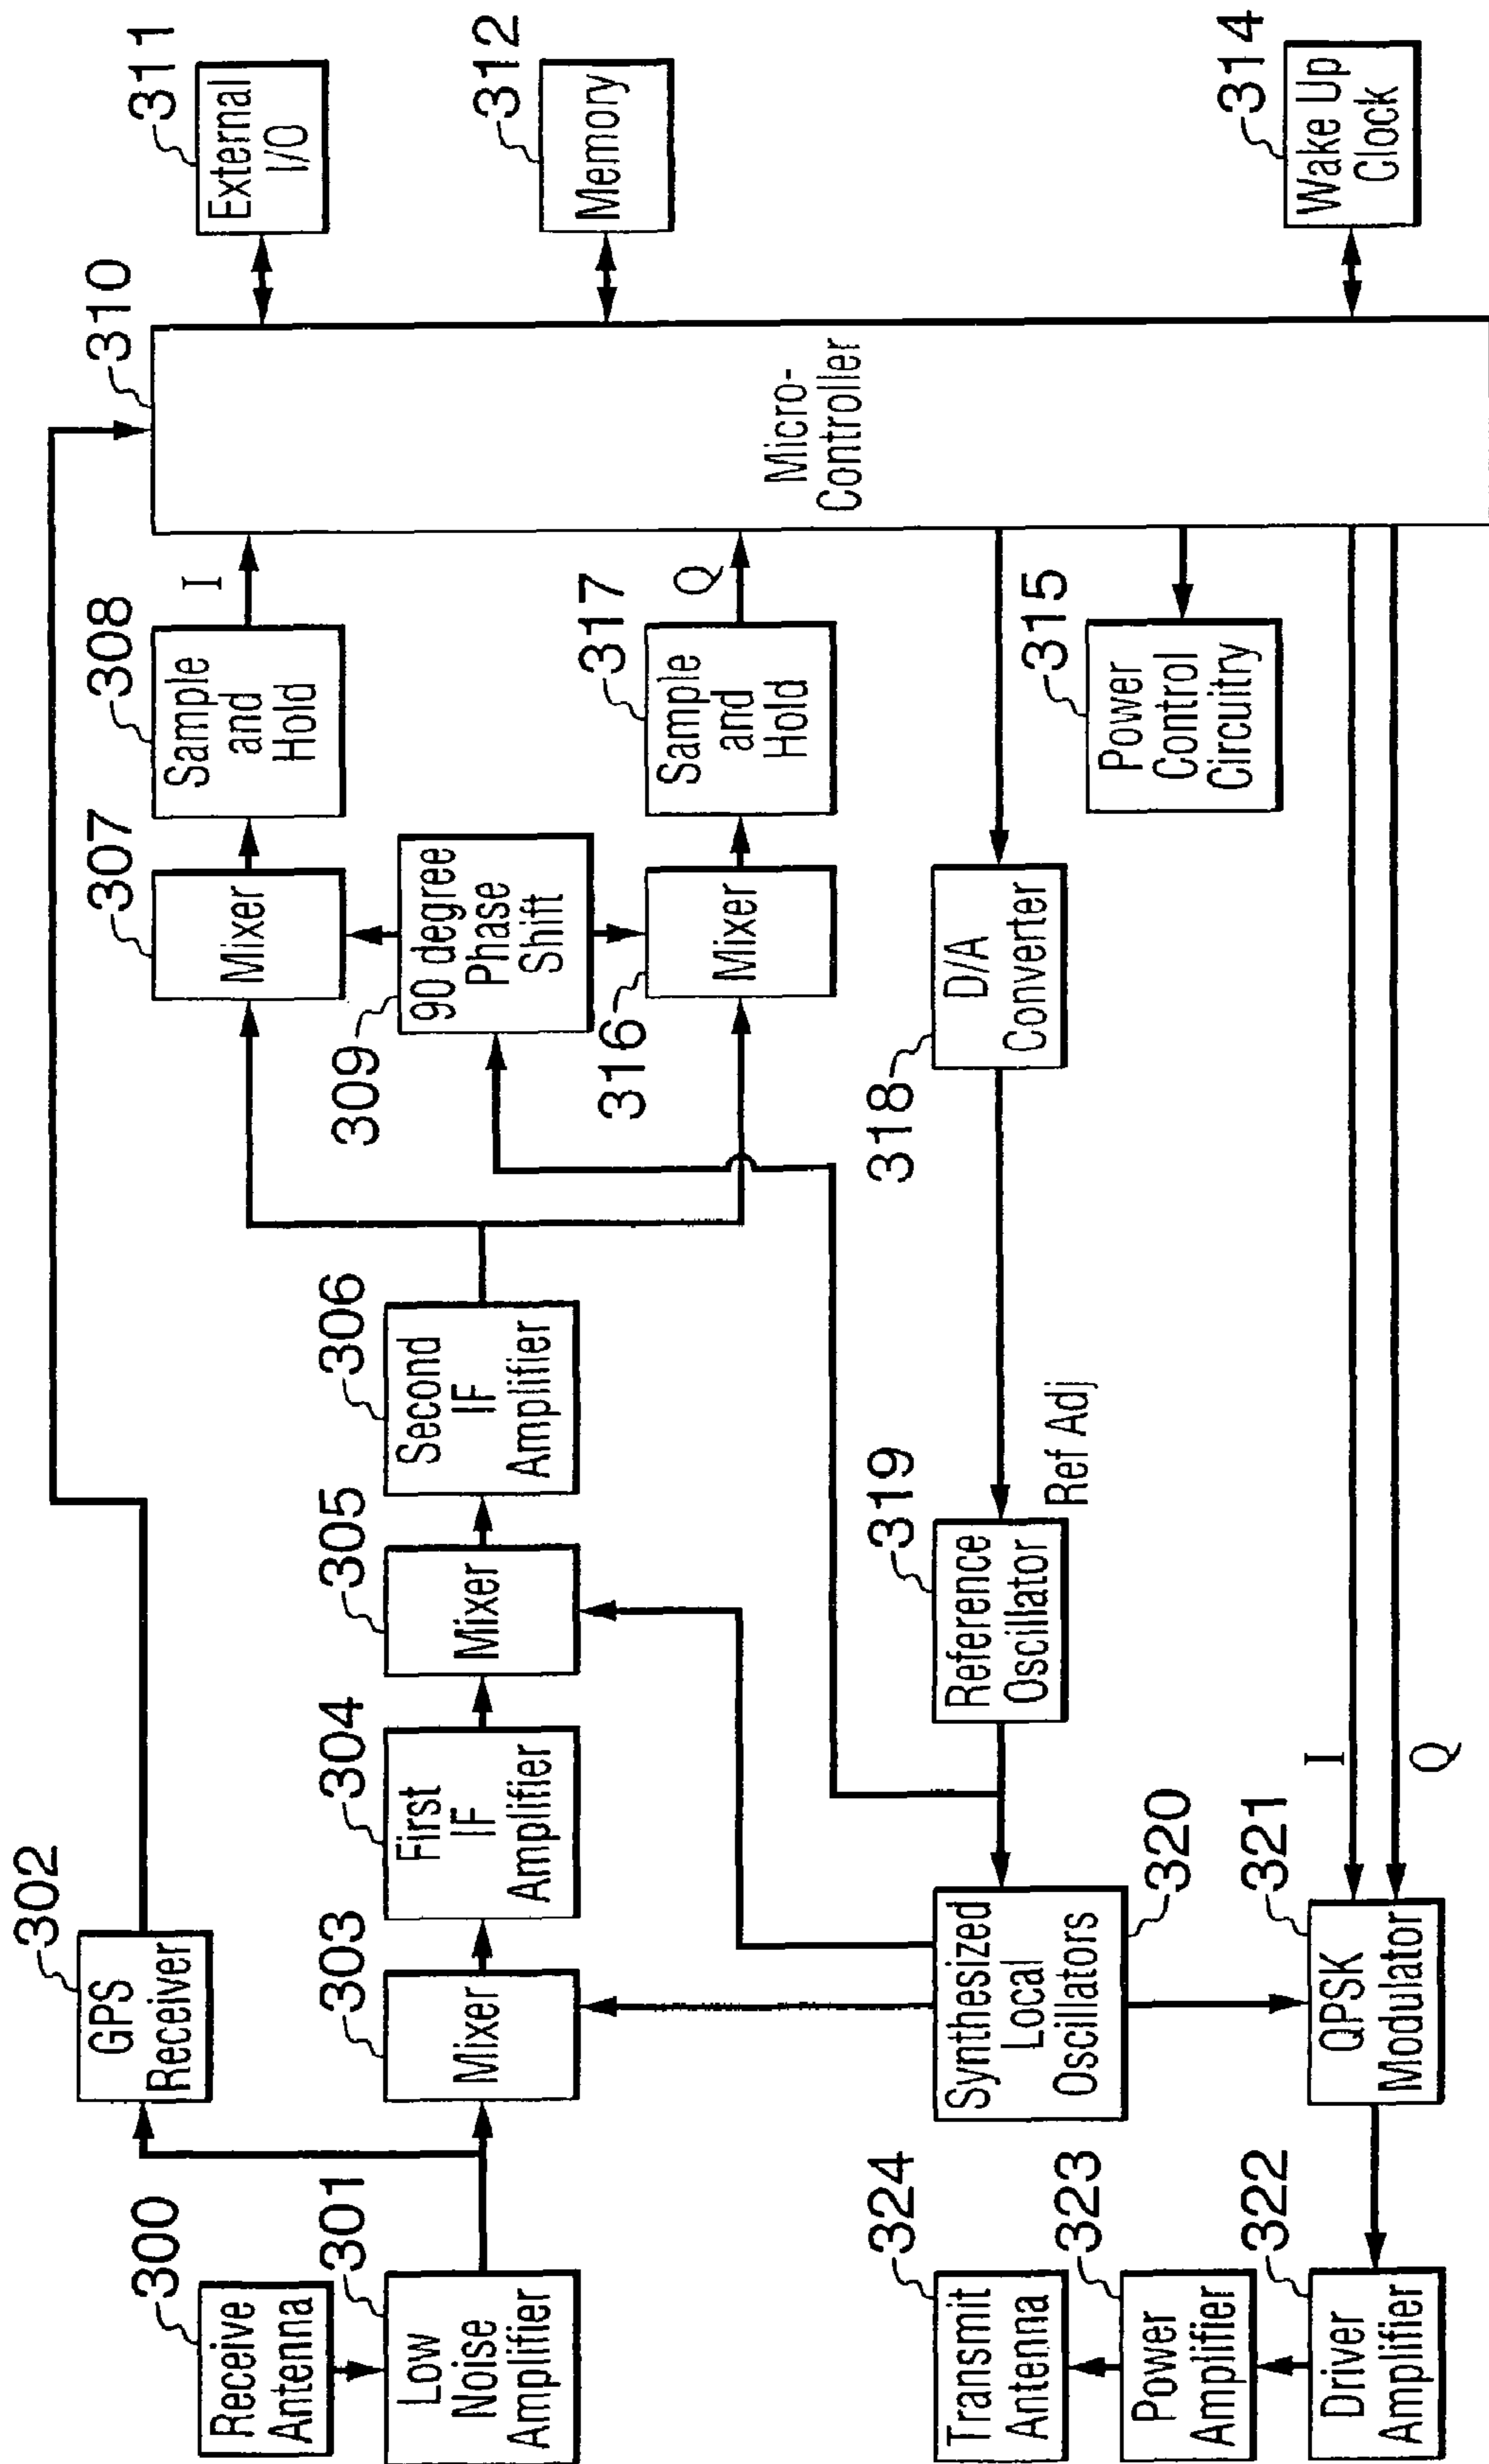 300
Receive
Antenna
301
Low
Noise
Amplifier
302
GPS
Receiver
303
Mixer
304
First
IF
Amplifier
305
Mixer
306
Second
IF
Amplifier
307
Mixer
308
Sample
and
Hold
I
309
90 degree
Phase
Shift
316
Mixer
317
Sample
and
Hold
Q
310
Micro-
Controller
311
External
I/O
312
Memory
314
Wake Up
Clock
315
Power
Control
Circuitry
318
D/A
Converter
Ref Adj
319
Reference
Oscillator
320
Synthesized
Local
Oscillators
I
Q
321
QPSK
Modulator
322
Driver
Amplifier
323
Power
Amplifier
324
Transmit
Antenna